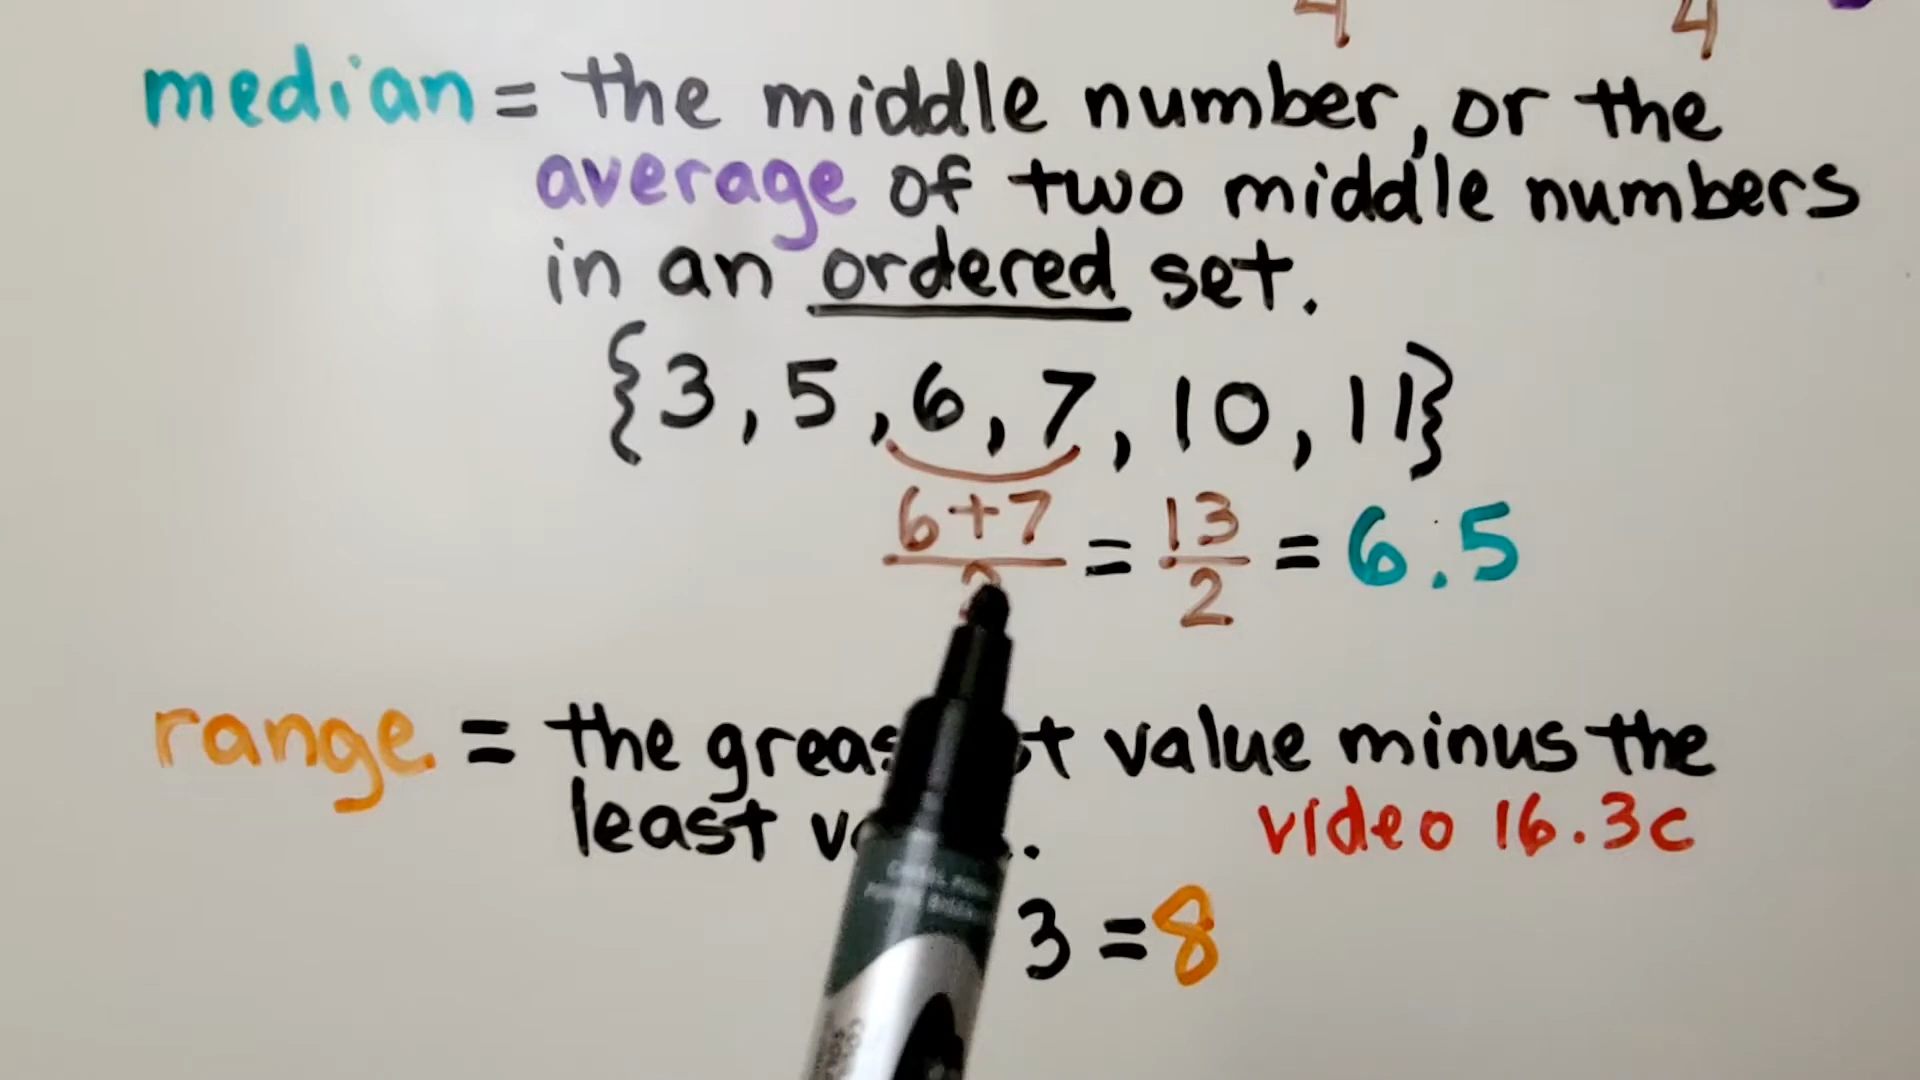 4 4
median = the middle number, or the
average of two middle numbers
in an ordered set.
{3, 5, 6, 7, 10, 11}
6+7 = 13 = 6.5
2
range = the value minus the
least
video 16.3c
3 = 8